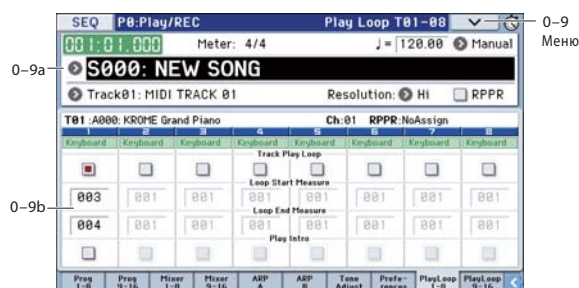 SEQ P0:Play/REC Play Loop T01-08
0–9
Меню
001:01.000 Meter: 4/4 ♩= 120.00 Manual
0–9a
S000: NEW SONG
Track01: MIDI TRACK 01 Resolution: Hi RPPR
T01 :A000: KROME Grand Piano Ch:01 RPPR:NoAssign
1 2 3 4 5 6 7 8
Keyboard Keyboard Keyboard Keyboard Keyboard Keyboard Keyboard Keyboard
Track Play Loop
Loop Start Measure
0–9b
003 001 001 001 001 001 001 001
Loop End Measure
004 001 001 001 001 001 001 001
Play Intro
Prog 1-8 Prog 9-16 Mixer 1-8 Mixer 9-16 ARP A ARP B Tone Adjust Prefe-rences PlayLoop 1-8 PlayLoop 9-16